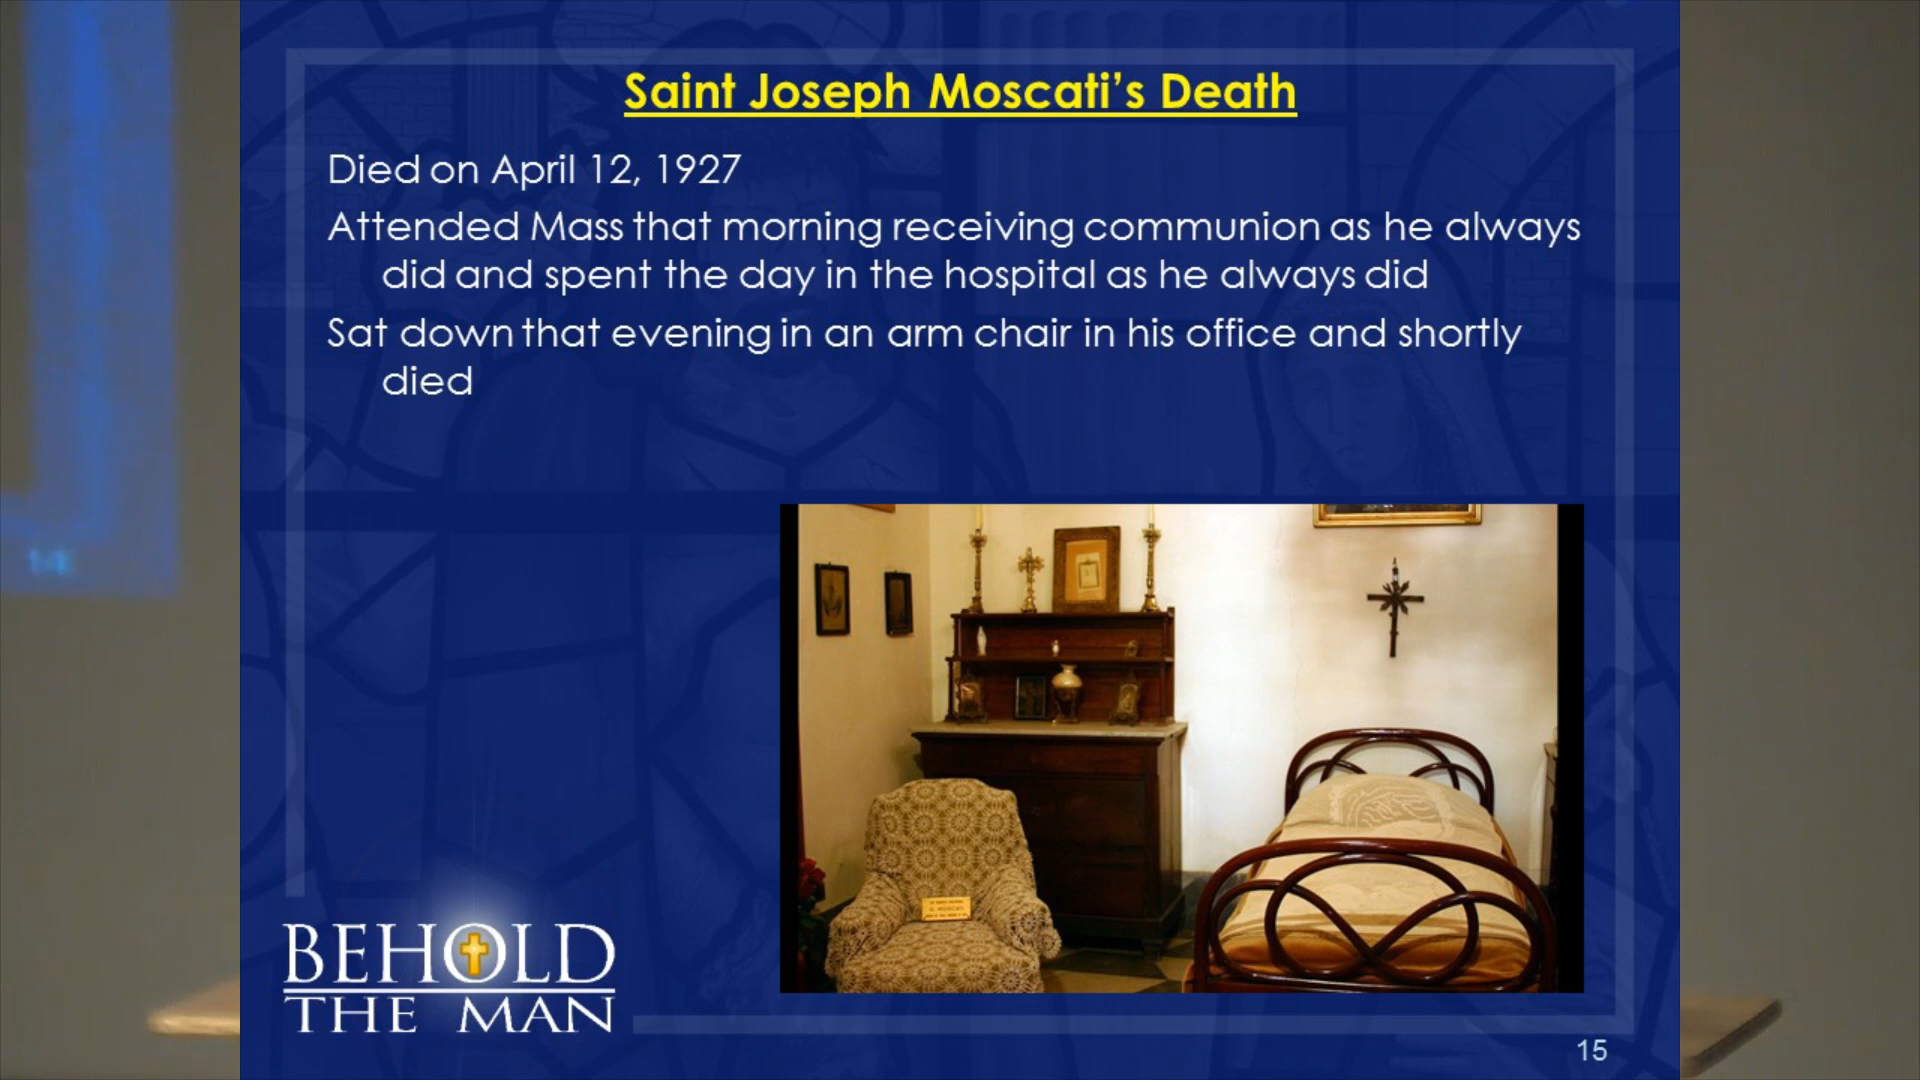 Saint Joseph Moscati's Death
Died on April 12, 1927
Attended Mass that morning receiving communion as he always
did and spent the day in the hospital as he always did
Sat down that evening in an arm chair in his office and shortly
died
14
MOSCATI
BEHOLD
THE MAN
15